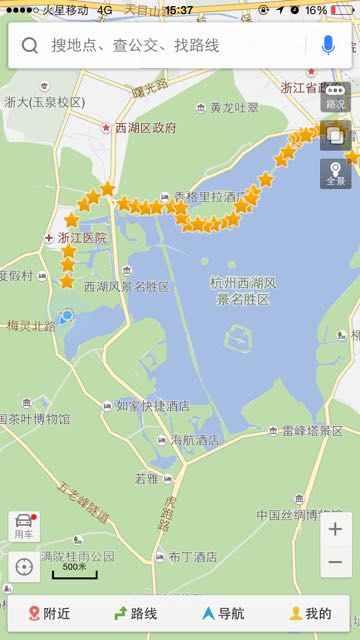 火星移动 4G 15:37 16%
天目山
搜地点、查公交、找路线
浙江省政府
浙大(玉泉校区)
曙光路
黄龙吐翠
路况
西湖区政府
全景
香格里拉酒店
浙江医院
度假村
西湖风景名胜区
杭州西湖风
景名胜区
梅灵北路
柳
如家快捷酒店
国茶叶博物馆
雷峰塔景区
海航酒店
若雅
五老峰隧道
虎跑路
中国丝绸博物馆
用车
满陇桂雨公园
布丁酒店
500米
附近 路线 导航 我的